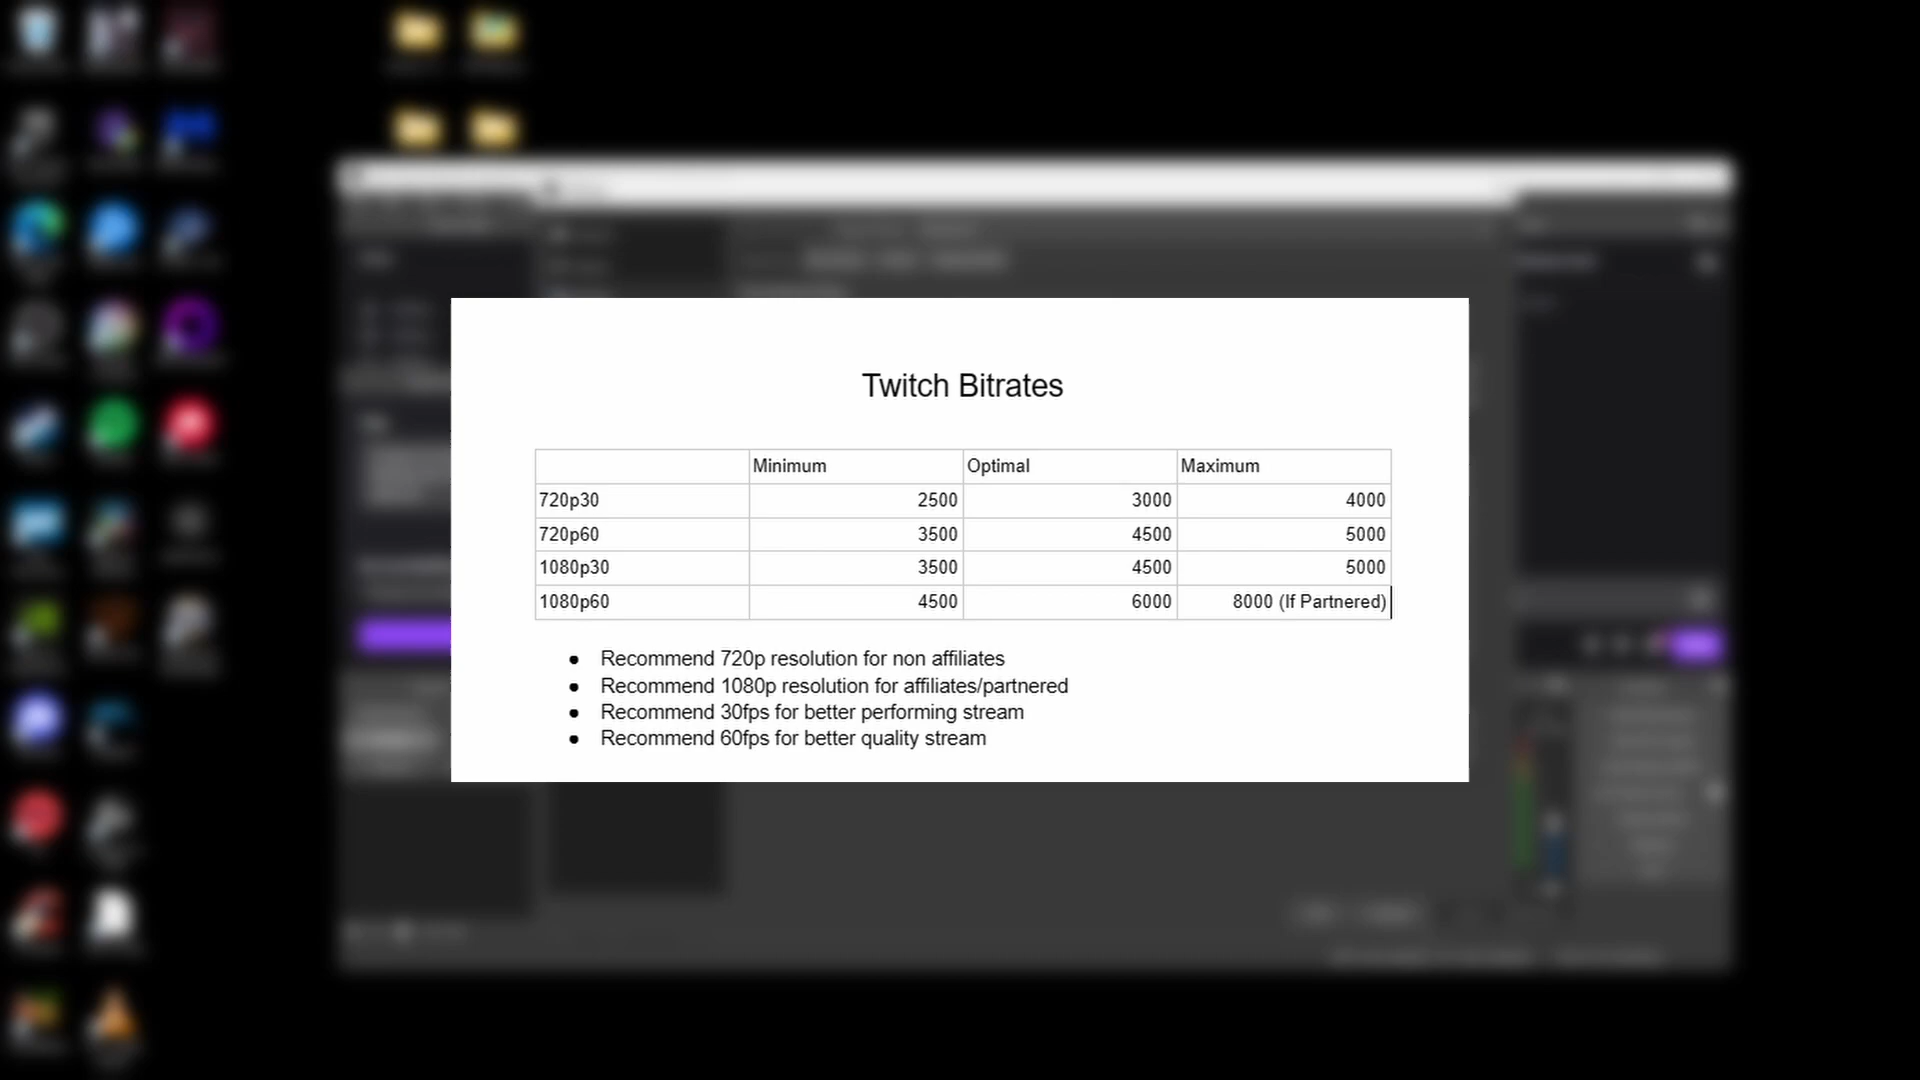 Twitch Bitrates
Minimum Optimal Maximum
720p30 2500 3000 4000
720p60 3500 4500 5000
1080p30 3500 4500 5000
1080p60 4500 6000 8000 (If Partnered)
● Recommend 720p resolution for non affiliates
● Recommend 1080p resolution for affiliates/partnered
● Recommend 30fps for better performing stream
● Recommend 60fps for better quality stream